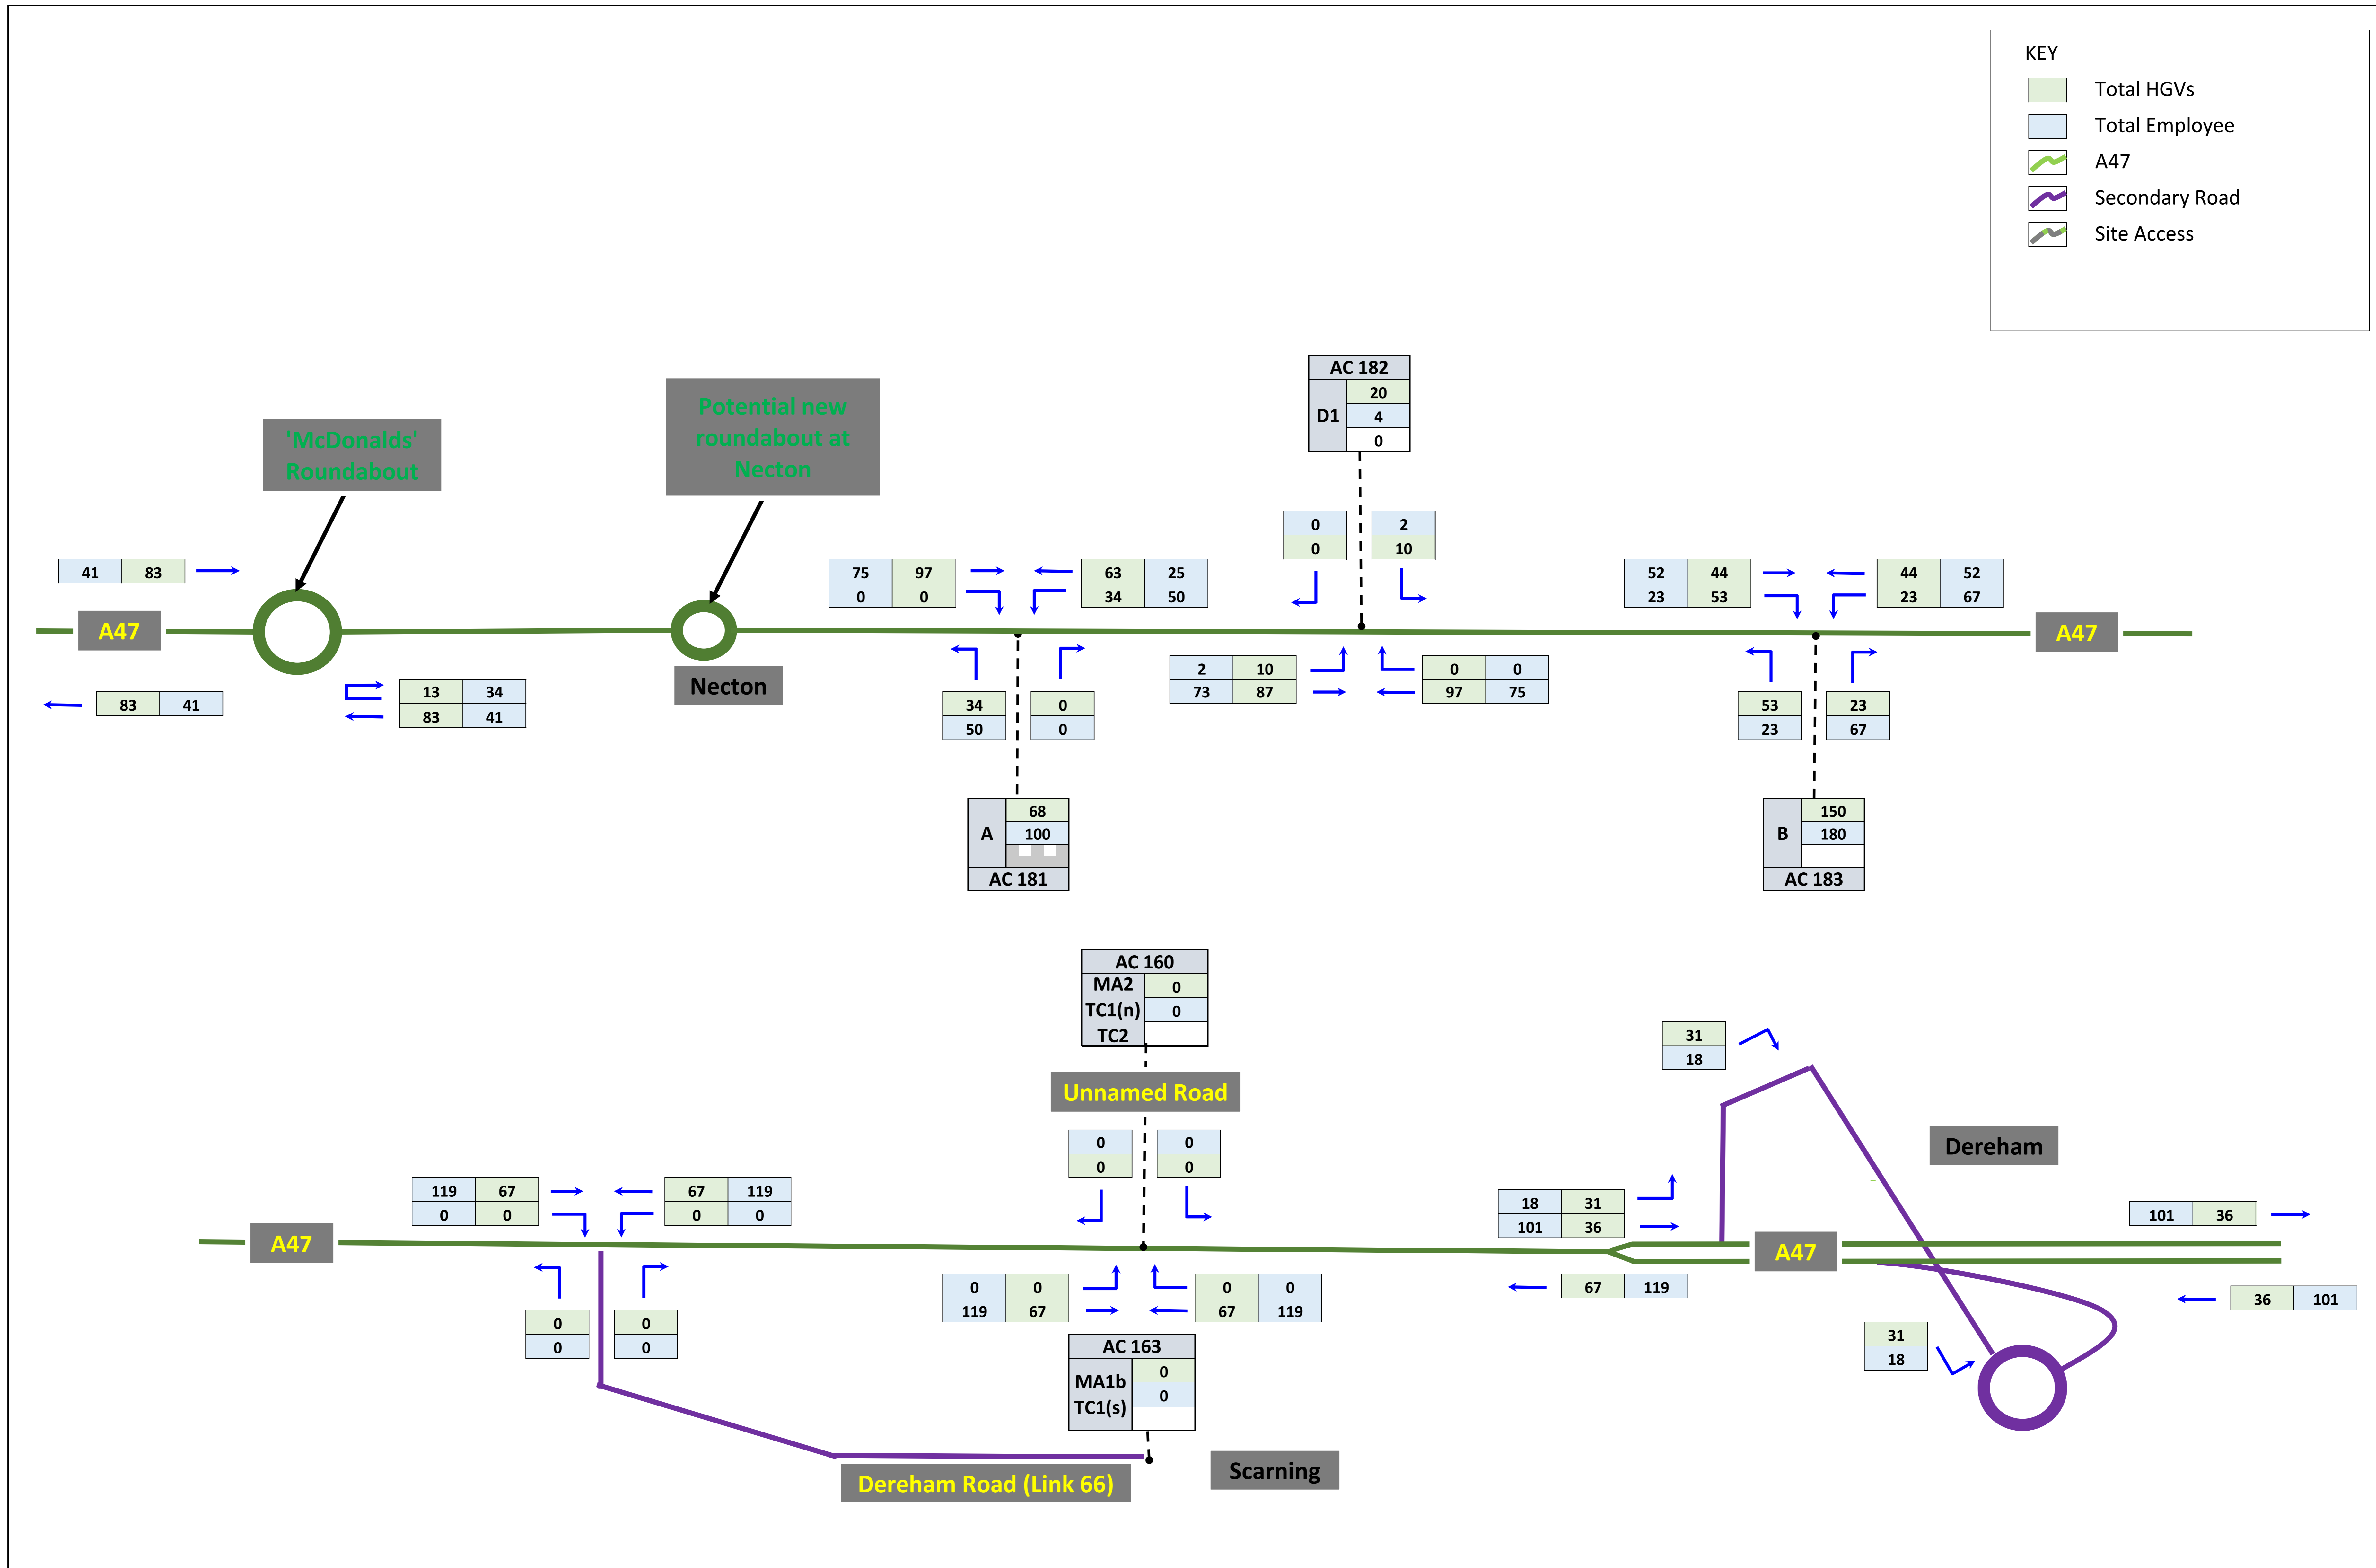 KEY
Total HGVs
Total Employee
A47
Secondary Road
Site Access
AC 182
D1
20
4
0
'McDonalds'
Roundabout
Potential new
roundabout at
Necton
0 2
0 10
41 83
75 97
0 0
63 25
34 50
52 44
23 53
44 52
23 67
A47
A47
Necton
83 41
13 34
83 41
34 0
50 0
2 10
73 87
0 0
97 75
53 23
23 67
A
68
100
AC 181
B
150
180
AC 183
AC 160
MA2
TC1(n)
TC2
0
0
Unnamed Road
31
18
Dereham
0 0
0 0
119 67
0 0
67 119
0 0
18 31
101 36
101 36
A47
A47
0 0
119 67
0 0
67 119
67 119
36 101
0 0
0 0
31
18
AC 163
MA1b
TC1(s)
0
0
Scarning
Dereham Road (Link 66)